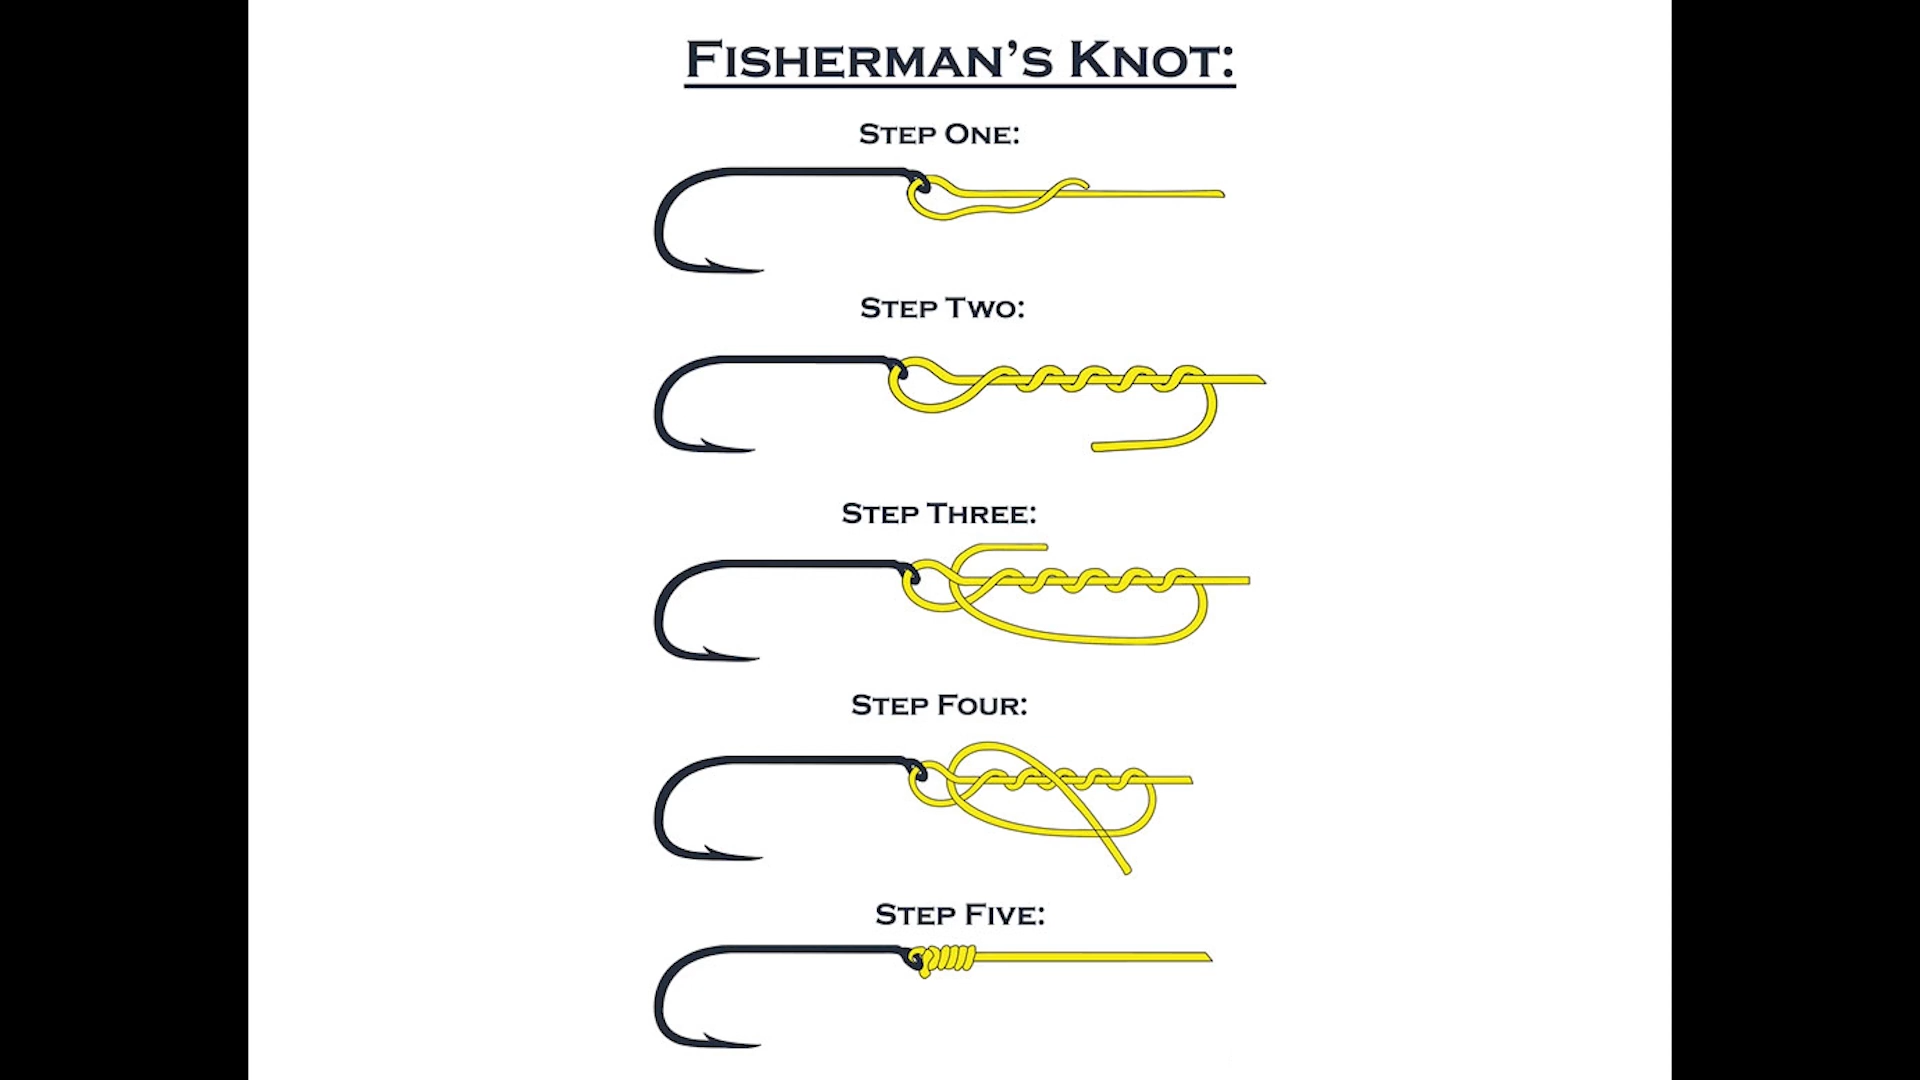 Fisherman's Knot:
Step One:
Step Two:
Step Three:
Step Four:
Step Five: